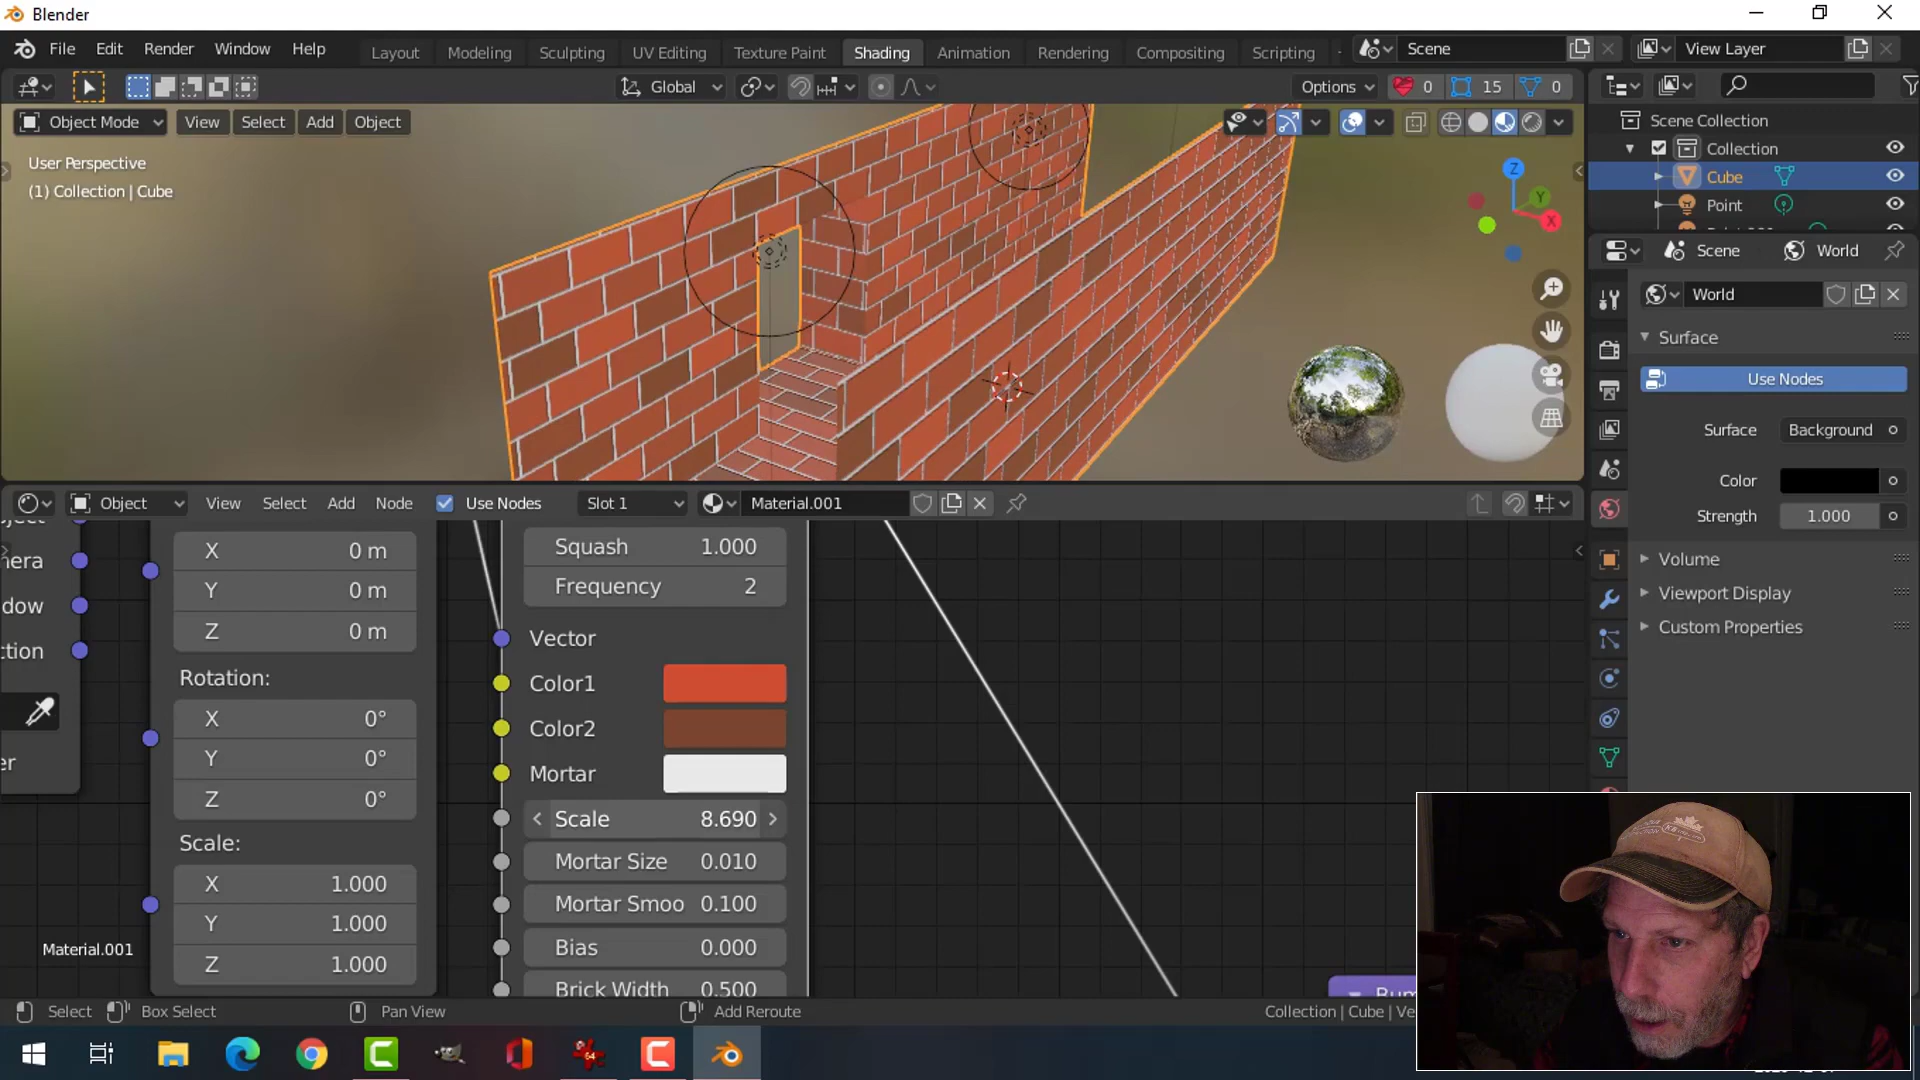 Blender
File Edit Render Window Help Layout Modeling Sculpting UV Editing Texture Paint Shading Animation Rendering Compositing Scripting Scene View Layer
Global Options 0 15 0
Object Mode View Select Add Object
User Perspective
(1) Collection | Cube
Z
Y
X
Scene Collection
Collection
Cube
Point
Scene World
World
Surface
Use Nodes
Surface Background
Color
Strength 1.000
Volume
Viewport Display
Custom Properties
Object View Select Add Node Use Nodes Slot 1 Material.001
X 0 m
Y 0 m
Z 0 m
Rotation:
X 0°
Y 0°
Z 0°
Scale:
X 1.000
Y 1.000
Z 1.000
Material.001
Squash 1.000
Frequency 2
Vector
Color1
Color2
Mortar
Scale 8.690
Mortar Size 0.010
Mortar Smoo 0.100
Bias 0.000
Brick Width 0.500
Select Box Select Pan View Add Reroute Collection | Cube | Ve